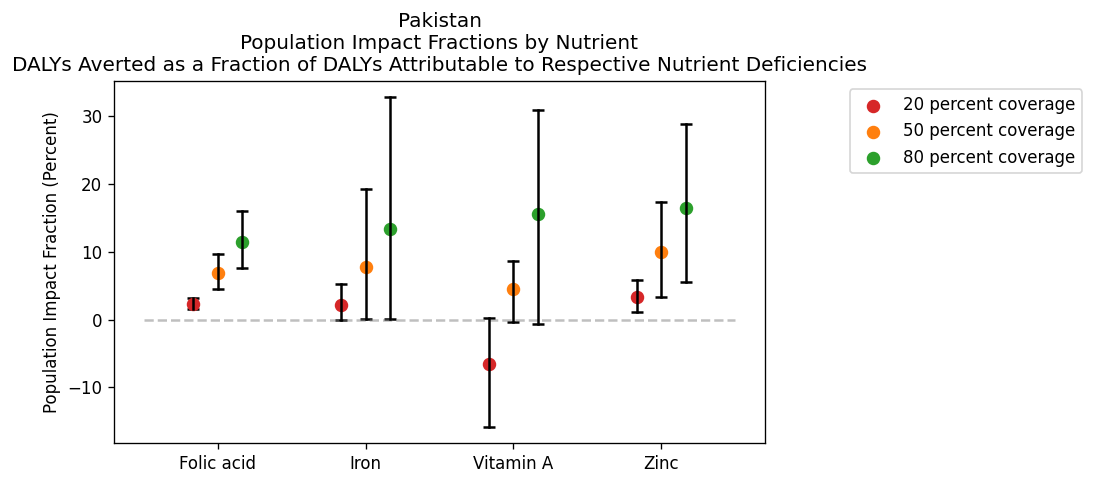 Pakistan
Population Impact Fractions by Nutrient
DALYs Averted as a Fraction of DALYs Attributable to Respective Nutrient Deficiencies
Population Impact Fraction (Percent)
30
20
10
0
−10
Folic acid
Iron
Vitamin A
Zinc
20 percent coverage
50 percent coverage
80 percent coverage